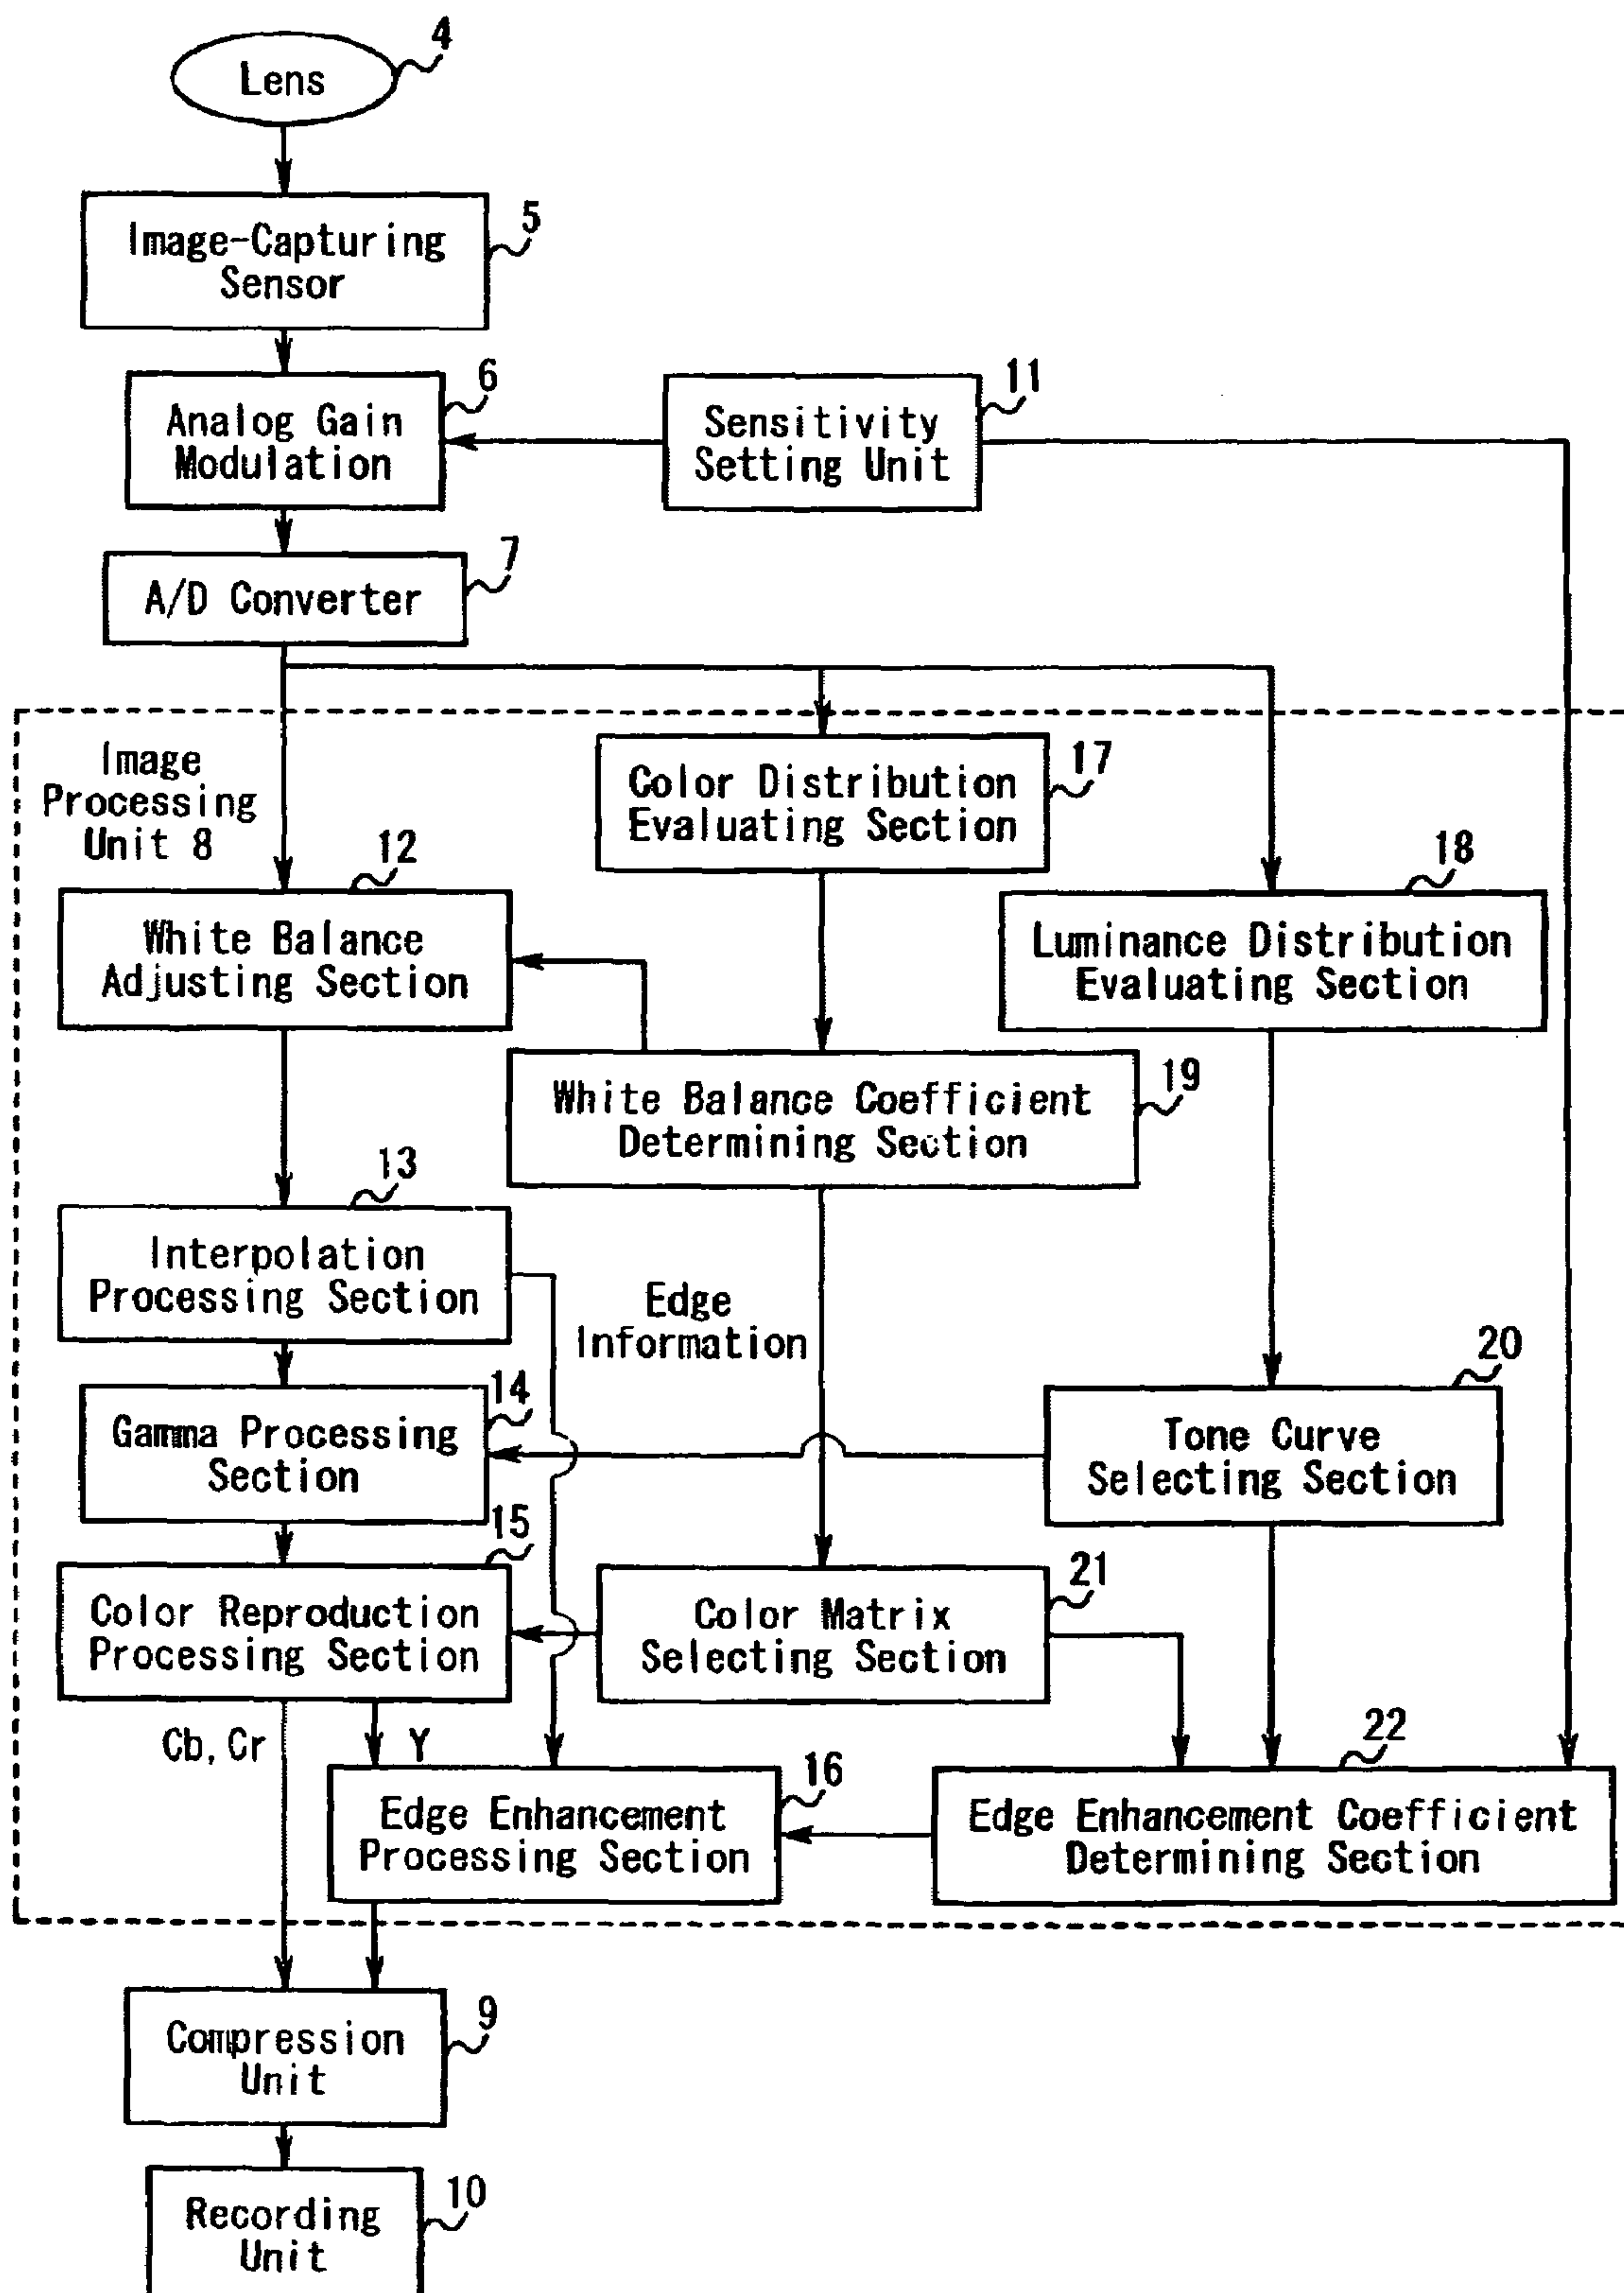 4
Lens
5
Image-Capturing
Sensor
6
Analog Gain
Modulation
11
Sensitivity
Setting Unit
7
A/D Converter
Image
Processing
Unit 8
17
Color Distribution
Evaluating Section
12
White Balance
Adjusting Section
18
Luminance Distribution
Evaluating Section
19
White Balance Coefficient
Determining Section
13
Interpolation
Processing Section
Edge
Information
14
Gamma Processing
Section
20
Tone Curve
Selecting Section
15
Color Reproduction
Processing Section
21
Color Matrix
Selecting Section
Cb, Cr
Y
16
Edge Enhancement
Processing Section
22
Edge Enhancement Coefficient
Determining Section
9
Compression
Unit
10
Recording
Unit